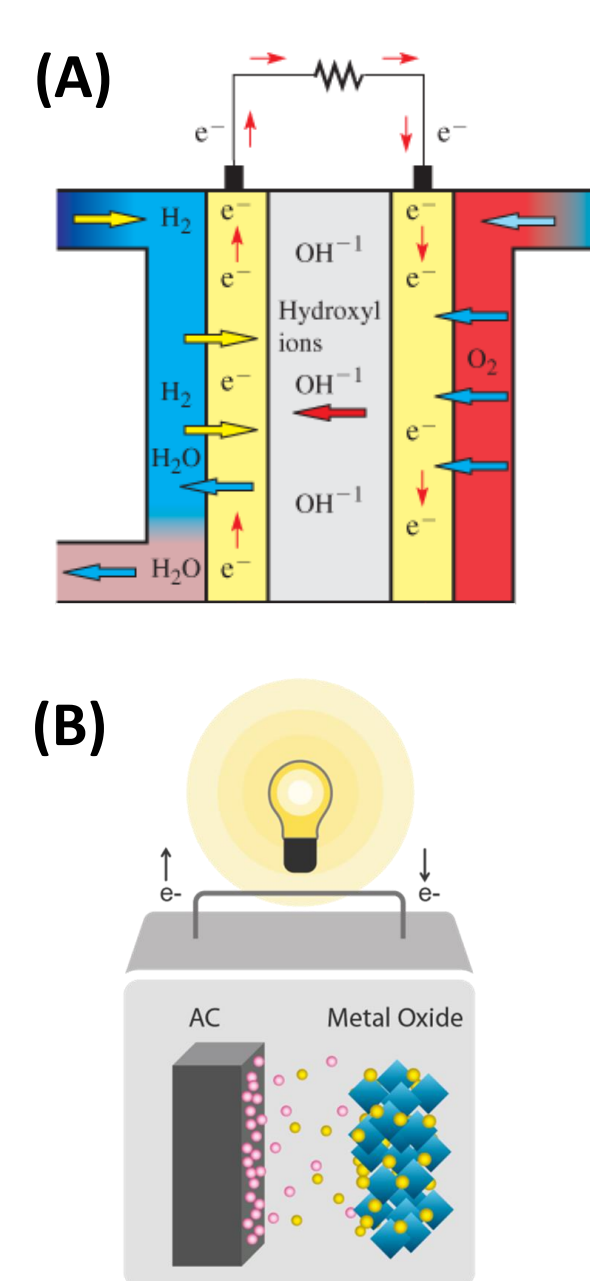 (A)
e⁻ e⁻
H₂ e⁻ e⁻
OH⁻¹
e⁻ e⁻
Hydroxyl
ions
O₂
H₂ e⁻ OH⁻¹
e⁻
H₂O
OH⁻¹
e⁻
H₂O e⁻
(B)
e- e-
AC Metal Oxide